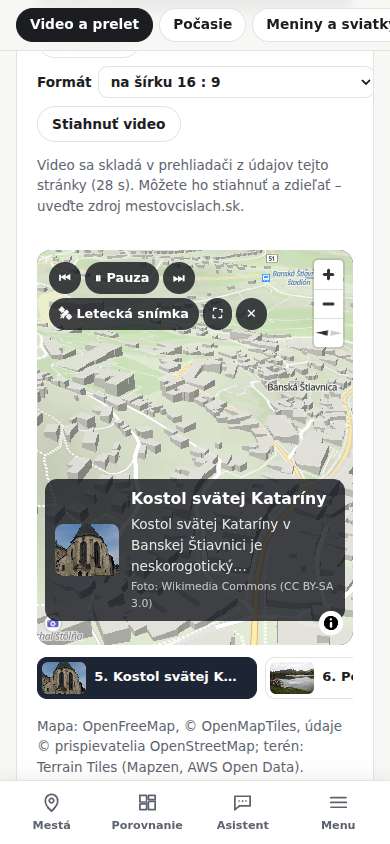 Video a prelet
Počasie
Meniny a sviatky
Formát
na šírku 16 : 9
Stiahnuť video
Video sa skladá v prehliadači z údajov tejto
stránky (28 s). Môžete ho stiahnuť a zdieľať –
uveďte zdroj mestovcislach.sk.
51
Pauza
Letecká snímka
Banská Štiavnica
Kostol svätej Kataríny
Kostol svätej Kataríny v
Banskej Štiavnici je
neskorogotický…
Foto: Wikimedia Commons (CC BY-SA
3.0)
5. Kostol svätej K…
6. P
Mapa: OpenFreeMap, © OpenMapTiles, údaje
© prispievatelia OpenStreetMap; terén:
Terrain Tiles (Mapzen, AWS Open Data).
Mestá
Porovnanie
Asistent
Menu